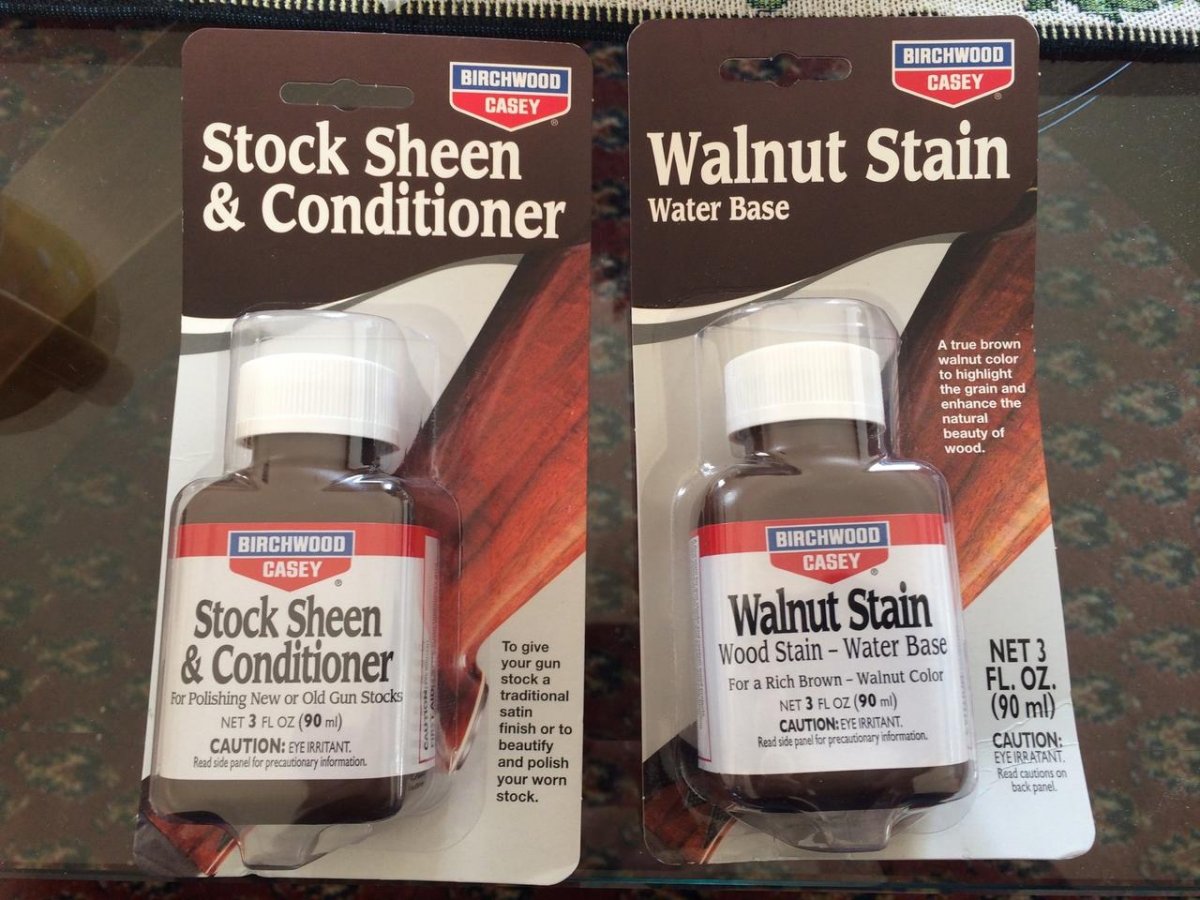 BIRCHWOOD
CASEY
®
Stock Sheen
& Conditioner
BIRCHWOOD
CASEY
®
Stock Sheen
& Conditioner
For Polishing New or Old Gun Stocks
NET 3 FL OZ (90 ml)
CAUTION: EYE IRRITANT.
Read side panel for precautionary information.
To give
your gun
stock a
traditional
satin
finish or to
beautify
and polish
your worn
stock.
BIRCHWOOD
CASEY
®
Walnut Stain
Water Base
A true brown
walnut color
to highlight
the grain and
enhance the
natural
beauty of
wood.
BIRCHWOOD
CASEY
®
Walnut Stain
Wood Stain – Water Base
For a Rich Brown – Walnut Color
NET 3 FL OZ (90 ml)
CAUTION: EYE IRRITANT.
Read side panel for precautionary information.
NET 3
FL. OZ.
(90 ml)
CAUTION:
EYE IRRATANT.
Read cautions on
back panel.